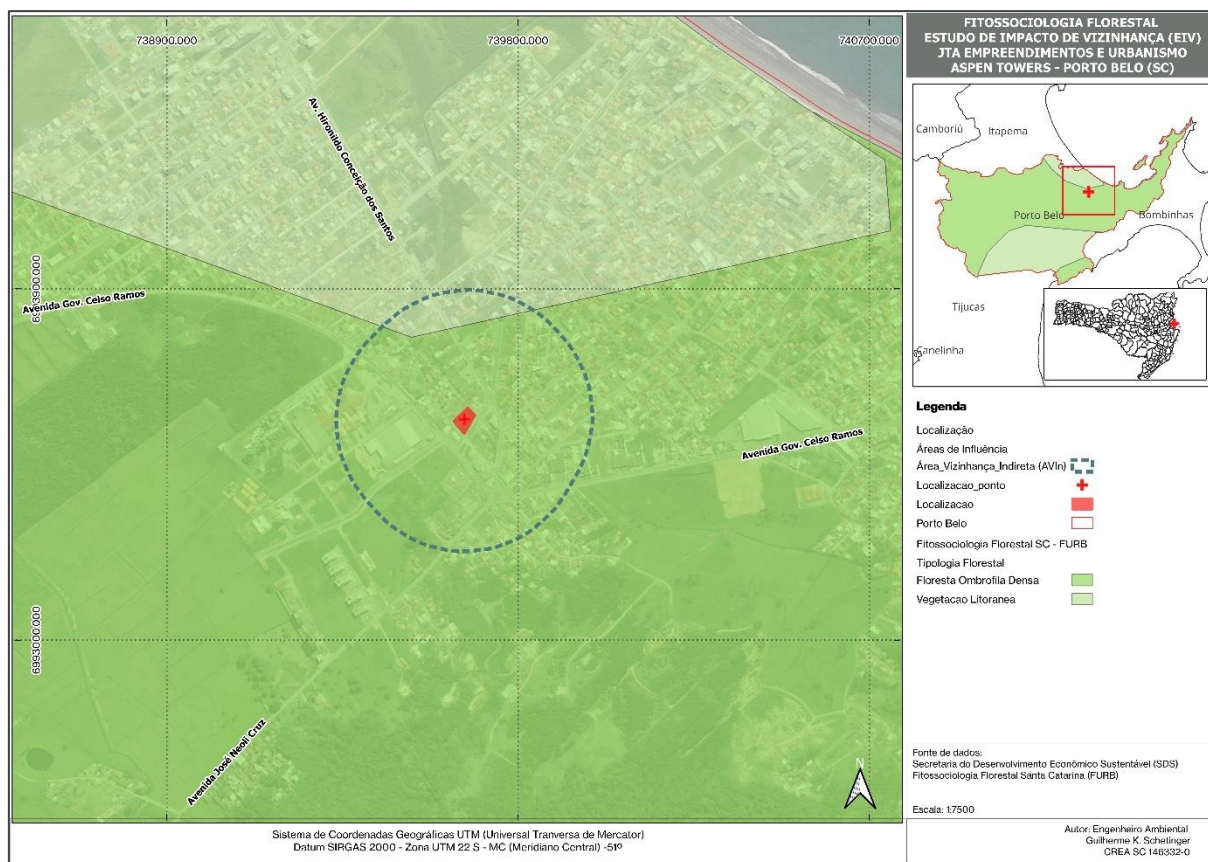 FITOSSOCIOLOGIA FLORESTAL
ESTUDO DE IMPACTO DE VIZINHANÇA (EIV)
JTA EMPREENDIMENTOS E URBANISMO
ASPEN TOWERS - PORTO BELO (SC)
738900.000
739800.000
740700.000
Av. Hironildo Conceição dos Santos
6993900.000
Avenida Gov. Celso Ramos
Avenida Gov. Celso Ramos
6993000.000
Avenida José Neoli Cruz
N
Camboriú
Itapema
Porto Belo
Bombinhas
Tijucas
Canelinha
Legenda
Localização
Áreas de Influência
Área_Vizinhança_Indireta (AVIn)
Localizacao_ponto
Localizacao
Porto Belo
Fitossociologia Florestal SC - FURB
Tipologia Florestal
Floresta Ombrofila Densa
Vegetacao Litoranea
Fonte de dados:
Secretaria do Desenvolvimento Econômico Sustentável (SDS)
Fitossociologia Florestal Santa Catarina (FURB)
Escala: 1:7500
Sistema de Coordenadas Geográficas UTM (Universal Tranversa de Mercator)
Datum SIRGAS 2000 - Zona UTM 22 S - MC (Meridiano Central) -51º
Autor: Engenheiro Ambiental
Guilherme K. Schetinger
CREA SC 146332-0